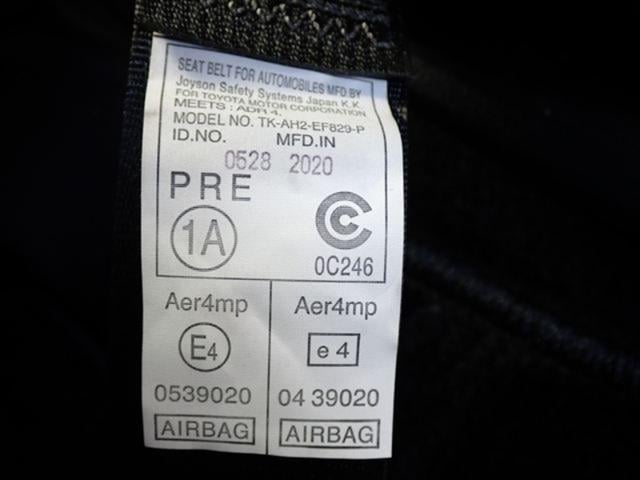 SEAT BELT FOR AUTOMOBILES MFD.BY
Joyson Safety Systems Japan K.K.
FOR TOYOTA MOTOR CORPORATION
MEETS : ADR 4.
MODEL NO. TK-AH2-EF829-P
ID.NO. MFD.IN
0528 2020
PRE
1A
0C246
Aer4mp Aer4mp
E4 e 4
0539020 04 39020
AIRBAG AIRBAG